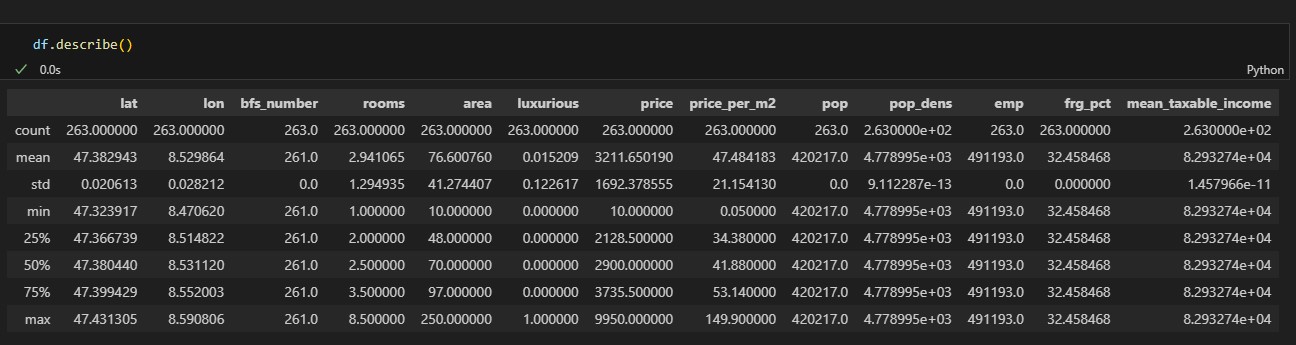 df.describe()
0.0s
Python
lat lon bfs_number rooms area luxurious price price_per_m2 pop pop_dens emp frg_pct mean_taxable_income
count 263.000000 263.000000 263.0 263.000000 263.000000 263.000000 263.000000 263.000000 263.0 2.630000e+02 263.0 263.000000 2.630000e+02
mean 47.382943 8.529864 261.0 2.941065 76.600760 0.015209 3211.650190 47.484183 420217.0 4.778995e+03 491193.0 32.458468 8.293274e+04
std 0.020613 0.028212 0.0 1.294935 41.274407 0.122617 1692.378555 21.154130 0.0 9.112287e-13 0.0 0.000000 1.457966e-11
min 47.323917 8.470620 261.0 1.000000 10.000000 0.000000 10.000000 0.050000 420217.0 4.778995e+03 491193.0 32.458468 8.293274e+04
25% 47.366739 8.514822 261.0 2.000000 48.000000 0.000000 2128.500000 34.380000 420217.0 4.778995e+03 491193.0 32.458468 8.293274e+04
50% 47.380440 8.531120 261.0 2.500000 70.000000 0.000000 2900.000000 41.880000 420217.0 4.778995e+03 491193.0 32.458468 8.293274e+04
75% 47.399429 8.552003 261.0 3.500000 97.000000 0.000000 3735.500000 53.140000 420217.0 4.778995e+03 491193.0 32.458468 8.293274e+04
max 47.431305 8.590806 261.0 8.500000 250.000000 1.000000 9950.000000 149.900000 420217.0 4.778995e+03 491193.0 32.458468 8.293274e+04